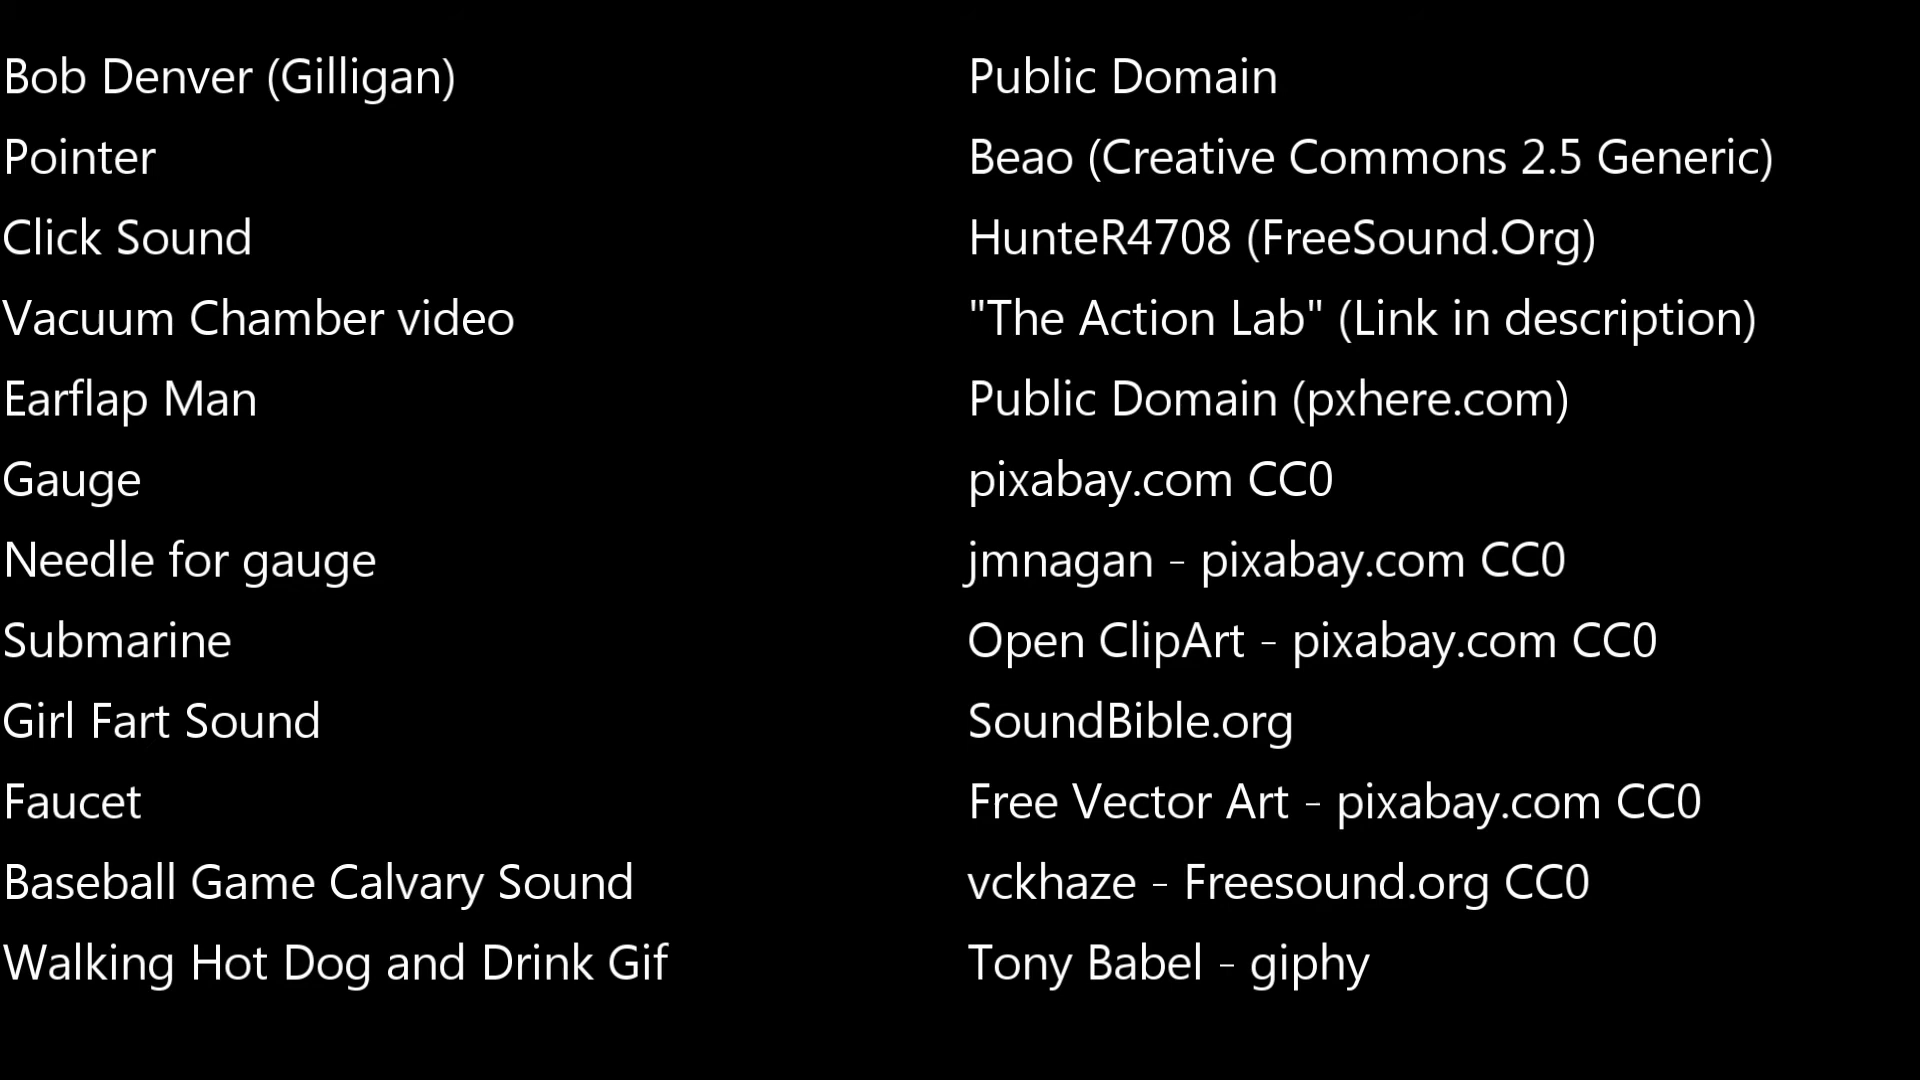 Bob Denver (Gilligan) Public Domain
Pointer Beao (Creative Commons 2.5 Generic)
Click Sound HunteR4708 (FreeSound.Org)
Vacuum Chamber video "The Action Lab" (Link in description)
Earflap Man Public Domain (pxhere.com)
Gauge pixabay.com CC0
Needle for gauge jmnagan - pixabay.com CC0
Submarine Open ClipArt - pixabay.com CC0
Girl Fart Sound SoundBible.org
Faucet Free Vector Art - pixabay.com CC0
Baseball Game Calvary Sound vckhaze - Freesound.org CC0
Walking Hot Dog and Drink Gif Tony Babel - giphy